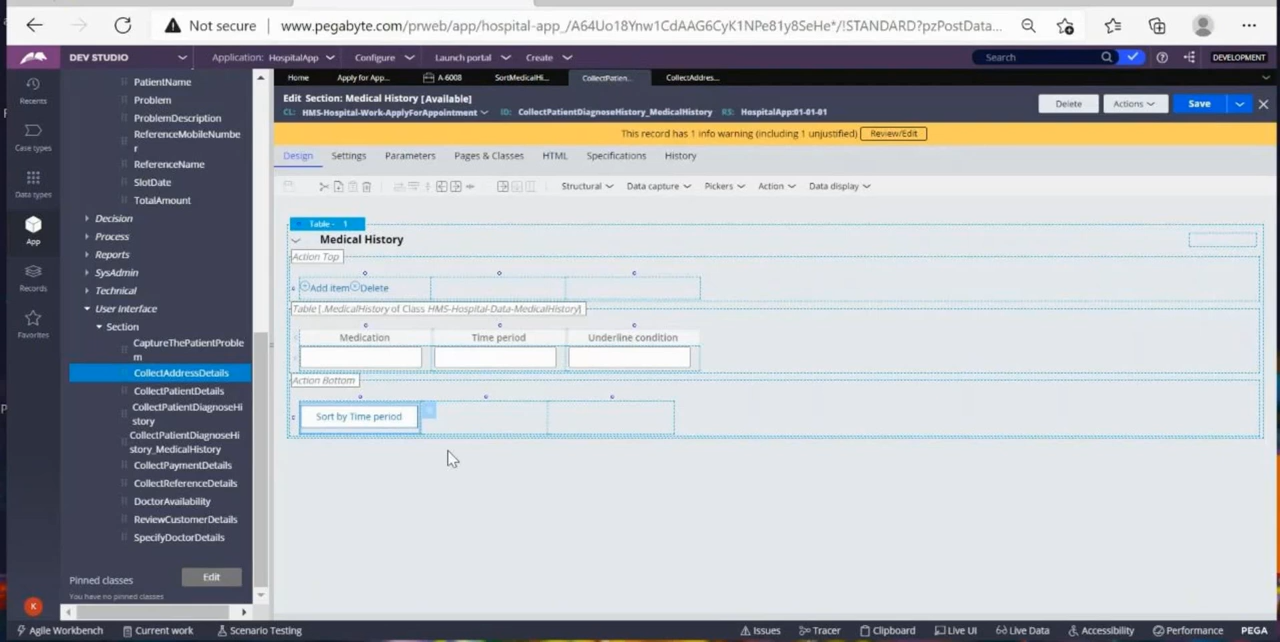 Not secure
www.pegabyte.com/prweb/app/hospital-app_/A64Uo18Ynw1CdAAG6CyK1NPe81y8SeHe*/!STANDARD?pzPostData...
DEV STUDIO
Application: HospitalApp
Configure
Launch portal
Create
Search
DEVELOPMENT
Recents
Case types
Data types
App
Records
Favorites
K
PatientName
Problem
ProblemDescription
ReferenceMobileNumbe
r
ReferenceName
SlotDate
TotalAmount
Decision
Process
Reports
SysAdmin
Technical
User Interface
Section
CaptureThePatientProble
m
CollectAddressDetails
CollectPatientDetails
CollectPatientDiagnoseHi
story
CollectPatientDiagnoseHi
story_MedicalHistory
CollectPaymentDetails
CollectReferenceDetails
DoctorAvailability
ReviewCustomerDetails
SpecifyDoctorDetails
Pinned classes
Edit
You have no pinned classes
Home
Apply for App...
A-6008
SortMedicalHi...
CollectPatien...
CollectAddres...
Edit Section: Medical History [Available]
CL: HMS-Hospital-Work-ApplyForAppointment
ID: CollectPatientDiagnoseHistory_MedicalHistory
RS: HospitalApp:01-01-01
Delete
Actions
Save
This record has 1 info warning (including 1 unjustified)
Review/Edit
Design
Settings
Parameters
Pages & Classes
HTML
Specifications
History
Structural
Data capture
Pickers
Action
Data display
Table - 1
Medical History
Action Top
Add item
Delete
Table [ .MedicalHistory of Class HMS-Hospital-Data-MedicalHistory]
Medication
Time period
Underline condition
Action Bottom
Sort by Time period
Agile Workbench
Current work
Scenario Testing
Issues
Tracer
Clipboard
Live UI
Live Data
Accessibility
Performance
PEGA